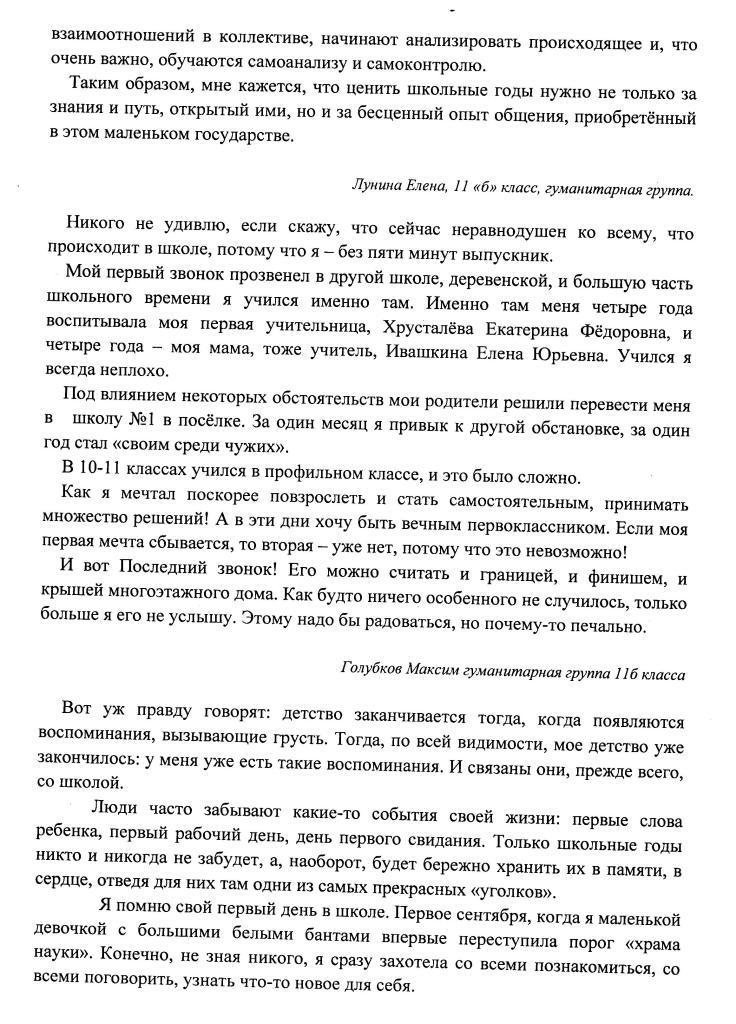 взаимоотношений в коллективе, начинают анализировать происходящее и, что
очень важно, обучаются самоанализу и самоконтролю.
Таким образом, мне кажется, что ценить школьные годы нужно не только за
знания и путь, открытый ими, но и за бесценный опыт общения, приобретённый
в этом маленьком государстве.
Лунина Елена, 11 «б» класс, гуманитарная группа.
Никого не удивлю, если скажу, что сейчас неравнодушен ко всему, что
происходит в школе, потому что я – без пяти минут выпускник.
Мой первый звонок прозвенел в другой школе, деревенской, и большую часть
школьного времени я учился именно там. Именно там меня четыре года
воспитывала моя первая учительница, Хрусталёва Екатерина Фёдоровна, и
четыре года – моя мама, тоже учитель, Ивашкина Елена Юрьевна. Учился я
всегда неплохо.
Под влиянием некоторых обстоятельств мои родители решили перевести меня
в школу №1 в посёлке. За один месяц я привык к другой обстановке, за один
год стал «своим среди чужих».
В 10-11 классах учился в профильном классе, и это было сложно.
Как я мечтал поскорее повзрослеть и стать самостоятельным, принимать
множество решений! А в эти дни хочу быть вечным первоклассником. Если моя
первая мечта сбывается, то вторая – уже нет, потому что это невозможно!
И вот Последний звонок! Его можно считать и границей, и финишем, и
крышей многоэтажного дома. Как будто ничего особенного не случилось, только
больше я его не услышу. Этому надо бы радоваться, но почему-то печально.
Голубков Максим гуманитарная группа 11б класса
Вот уж правду говорят: детство заканчивается тогда, когда появляются
воспоминания, вызывающие грусть. Тогда, по всей видимости, мое детство уже
закончилось: у меня уже есть такие воспоминания. И связаны они, прежде всего,
со школой.
Люди часто забывают какие-то события своей жизни: первые слова
ребенка, первый рабочий день, день первого свидания. Только школьные годы
никто и никогда не забудет, а, наоборот, будет бережно хранить их в памяти, в
сердце, отведя для них там одни из самых прекрасных «уголков».
Я помню свой первый день в школе. Первое сентября, когда я маленькой
девочкой с большими белыми бантами впервые переступила порог «храма
науки». Конечно, не зная никого, я сразу захотела со всеми познакомиться, со
всеми поговорить, узнать что-то новое для себя.